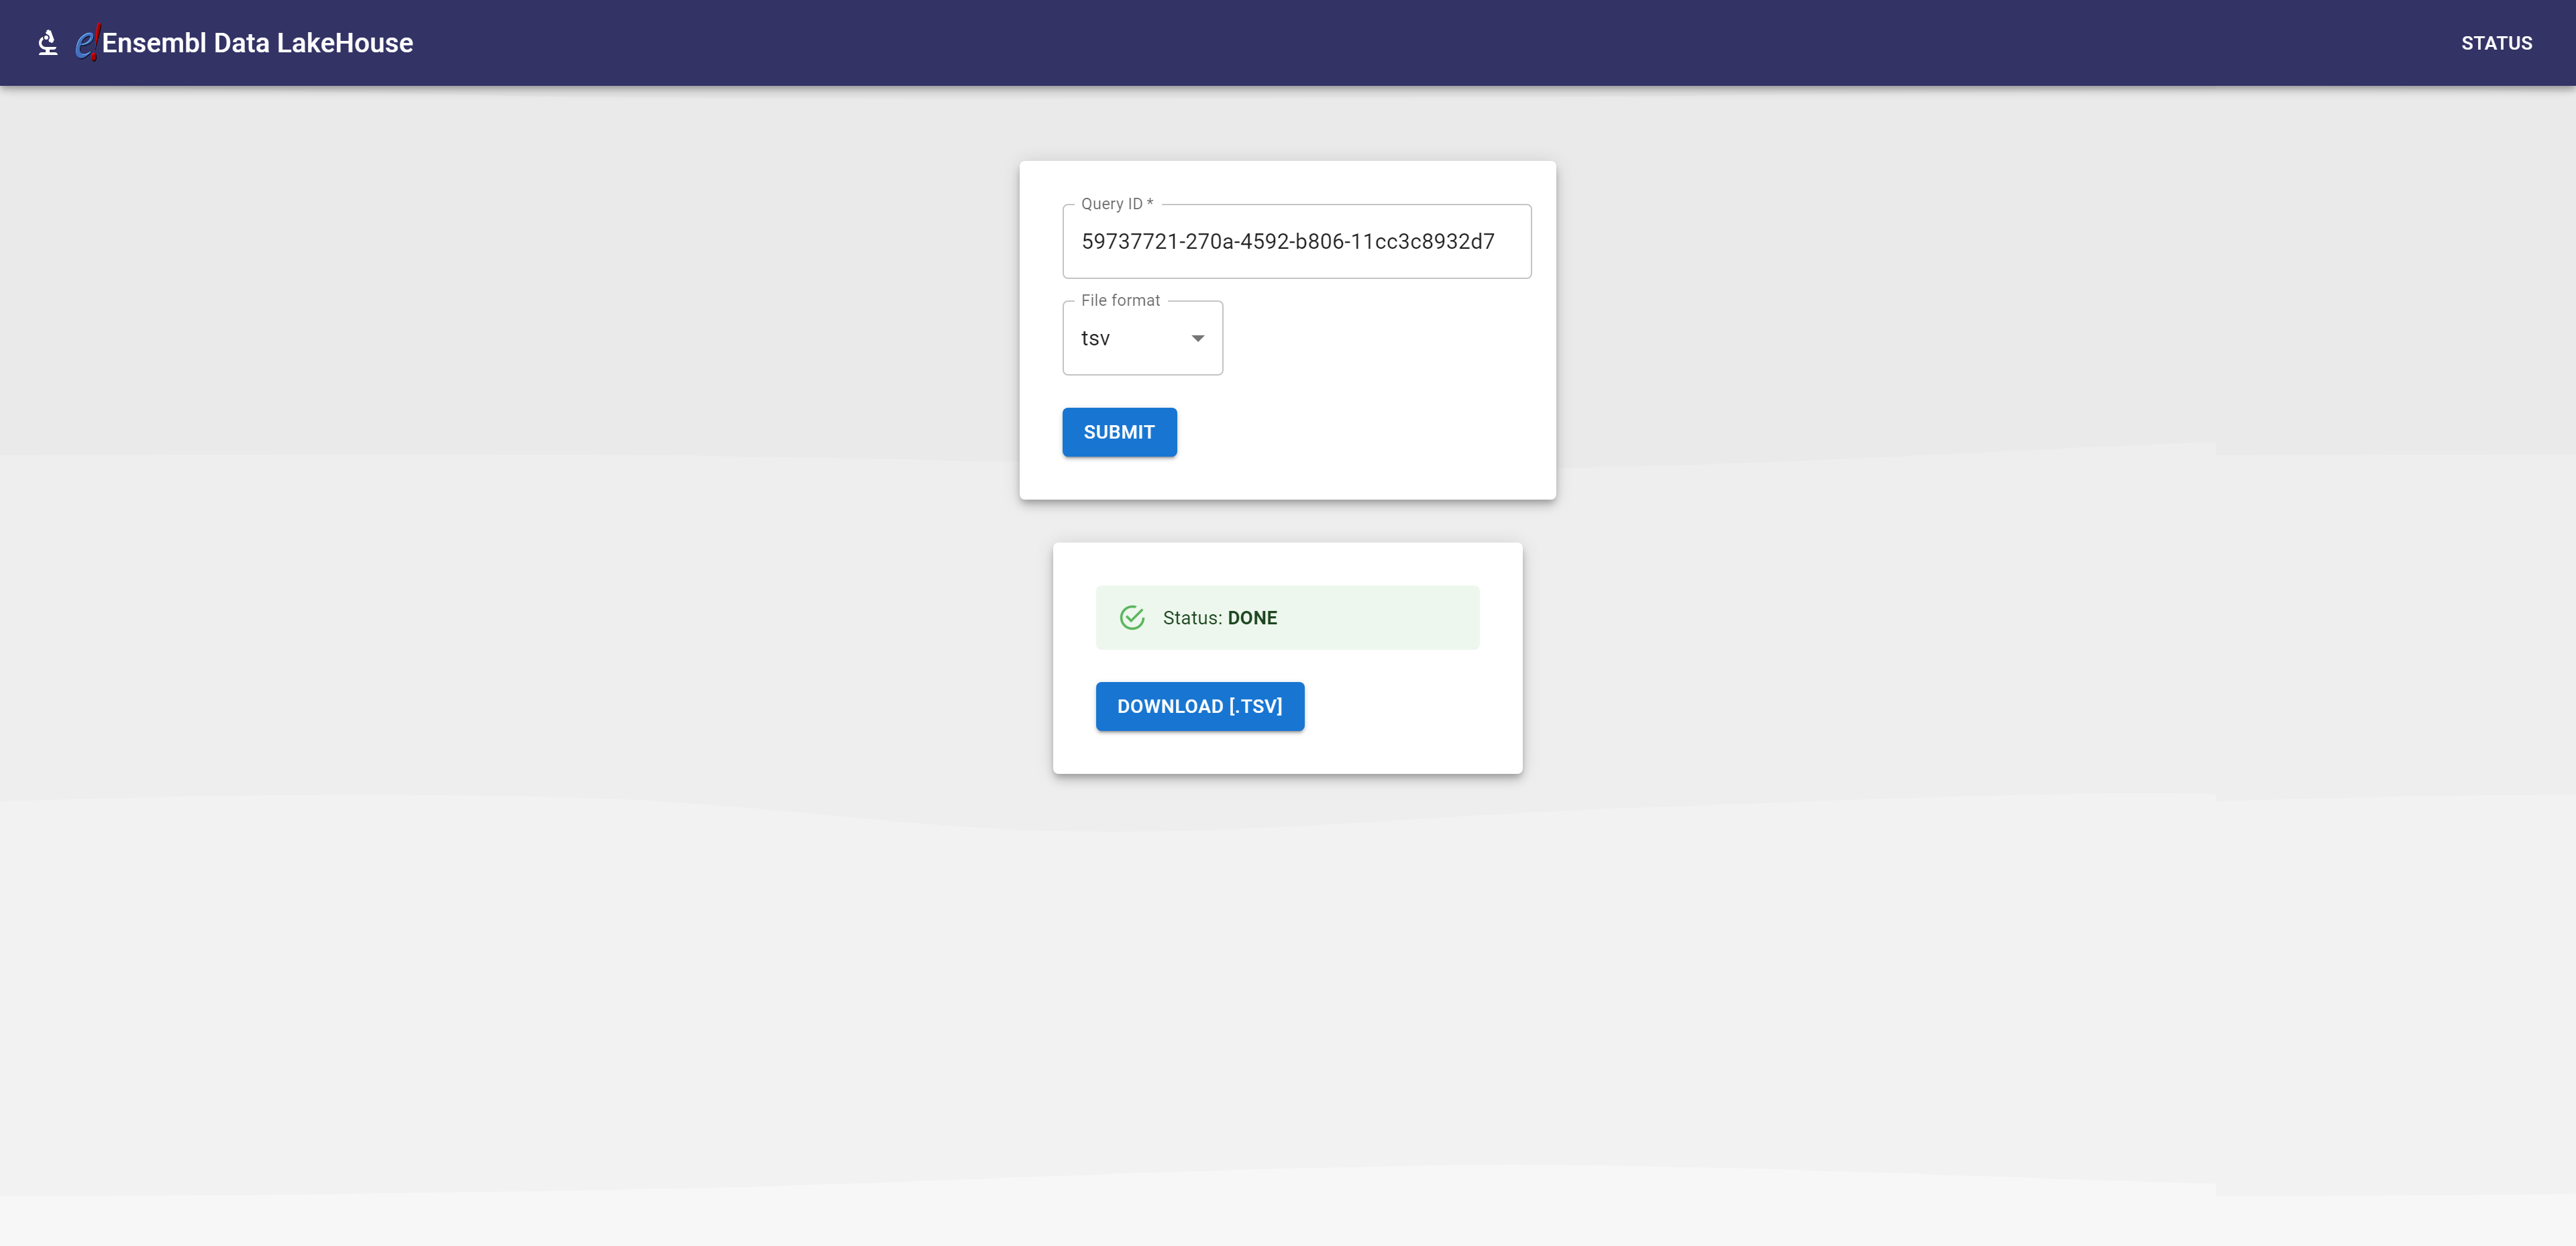 e! Ensembl Data LakeHouse
STATUS
Query ID *
59737721-270a-4592-b806-11cc3c8932d7
File format
tsv
SUBMIT
Status: DONE
DOWNLOAD [.TSV]